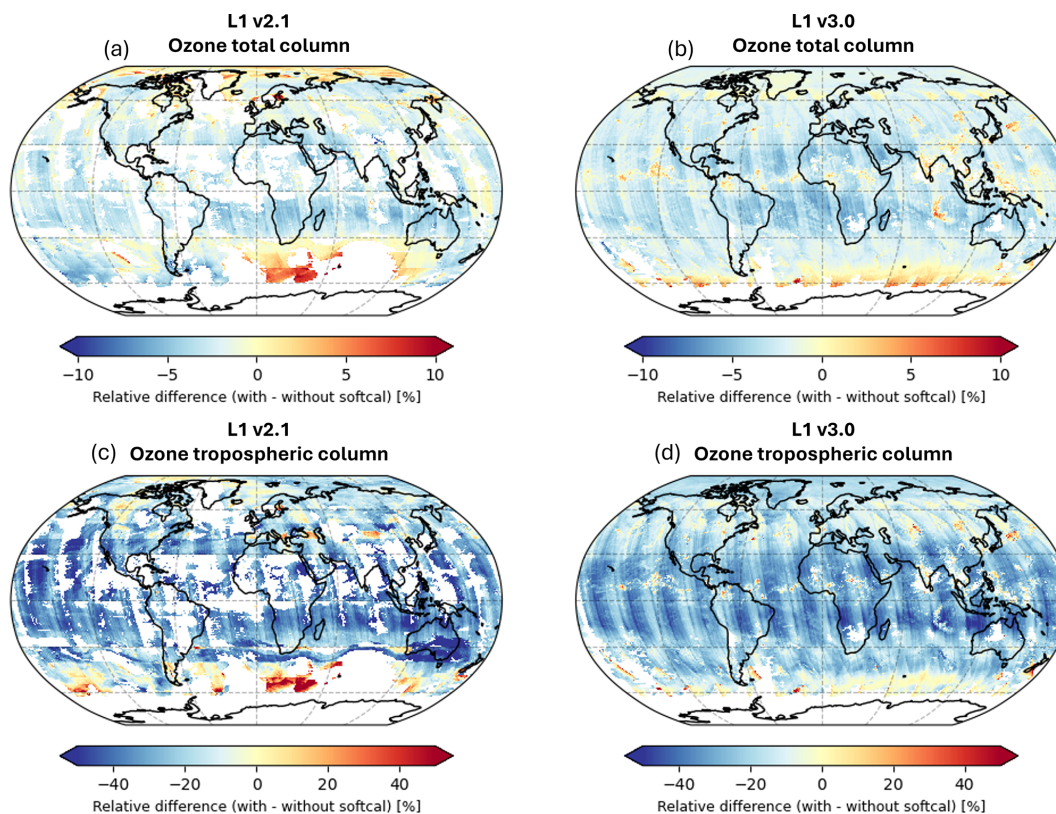 L1 v2.1
(a) Ozone total column
−10 −5 0 5 10
Relative difference (with - without softcal) [%]
L1 v3.0
(b) Ozone total column
−10 −5 0 5 10
Relative difference (with - without softcal) [%]
L1 v2.1
(c) Ozone tropospheric column
−40 −20 0 20 40
Relative difference (with - without softcal) [%]
L1 v3.0
(d) Ozone tropospheric column
−40 −20 0 20 40
Relative difference (with - without softcal) [%]